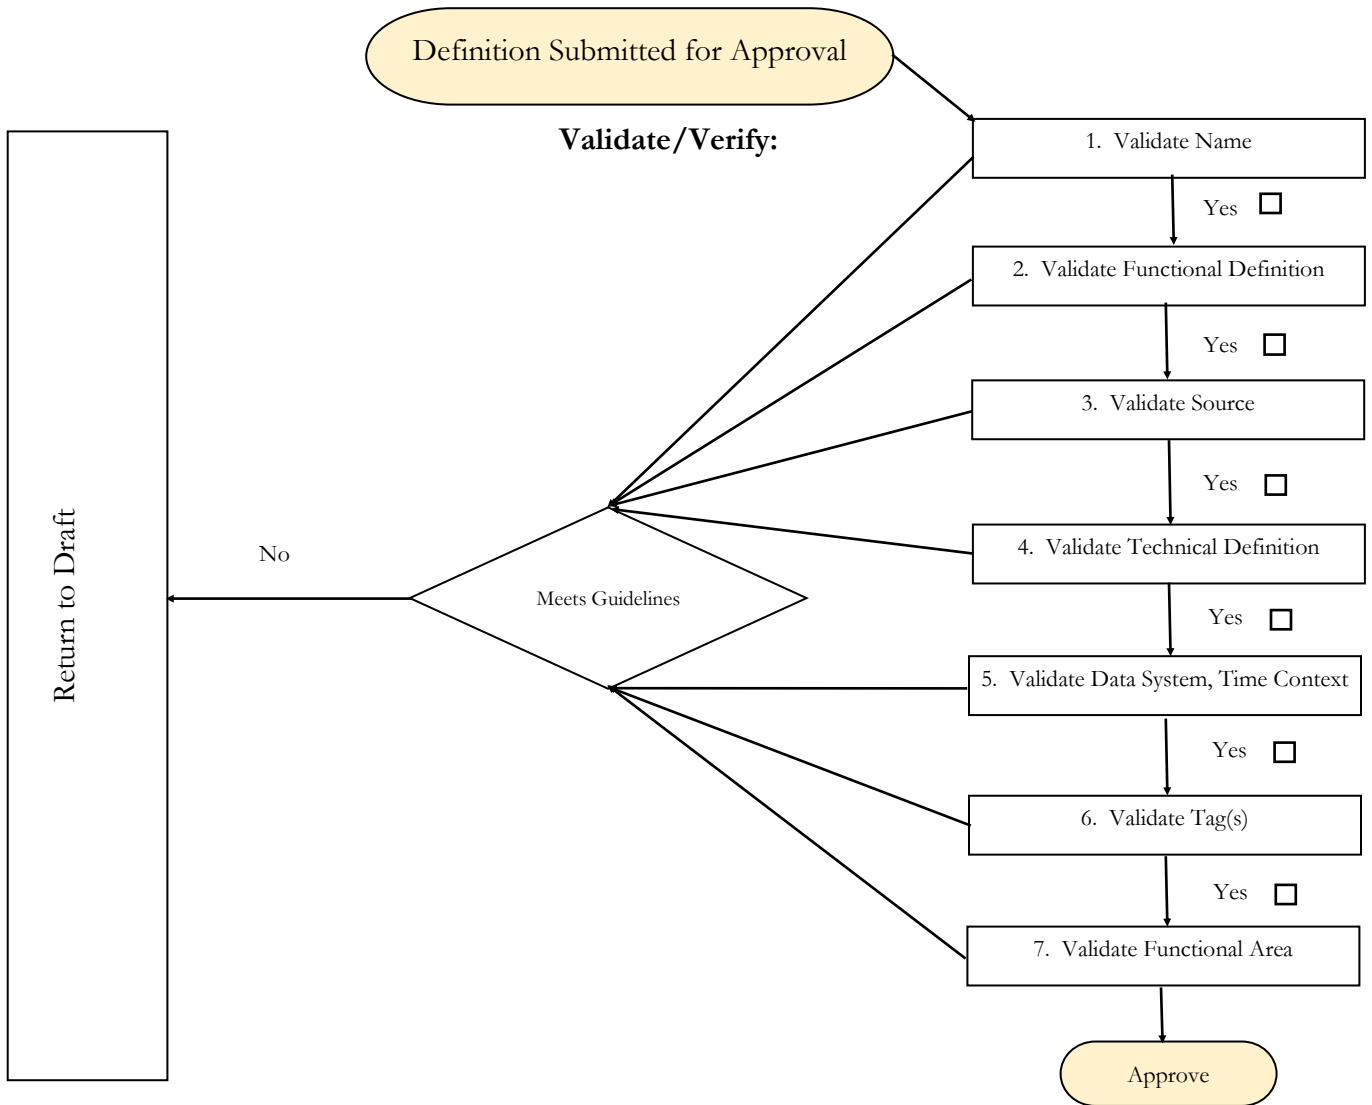 Definition Submitted for Approval
Validate/Verify:
1. Validate Name
Yes
2. Validate Functional Definition
Yes
3. Validate Source
Yes
4. Validate Technical Definition
Yes
5. Validate Data System, Time Context
Yes
6. Validate Tag(s)
Yes
7. Validate Functional Area
Approve
Meets Guidelines
No
Return to Draft